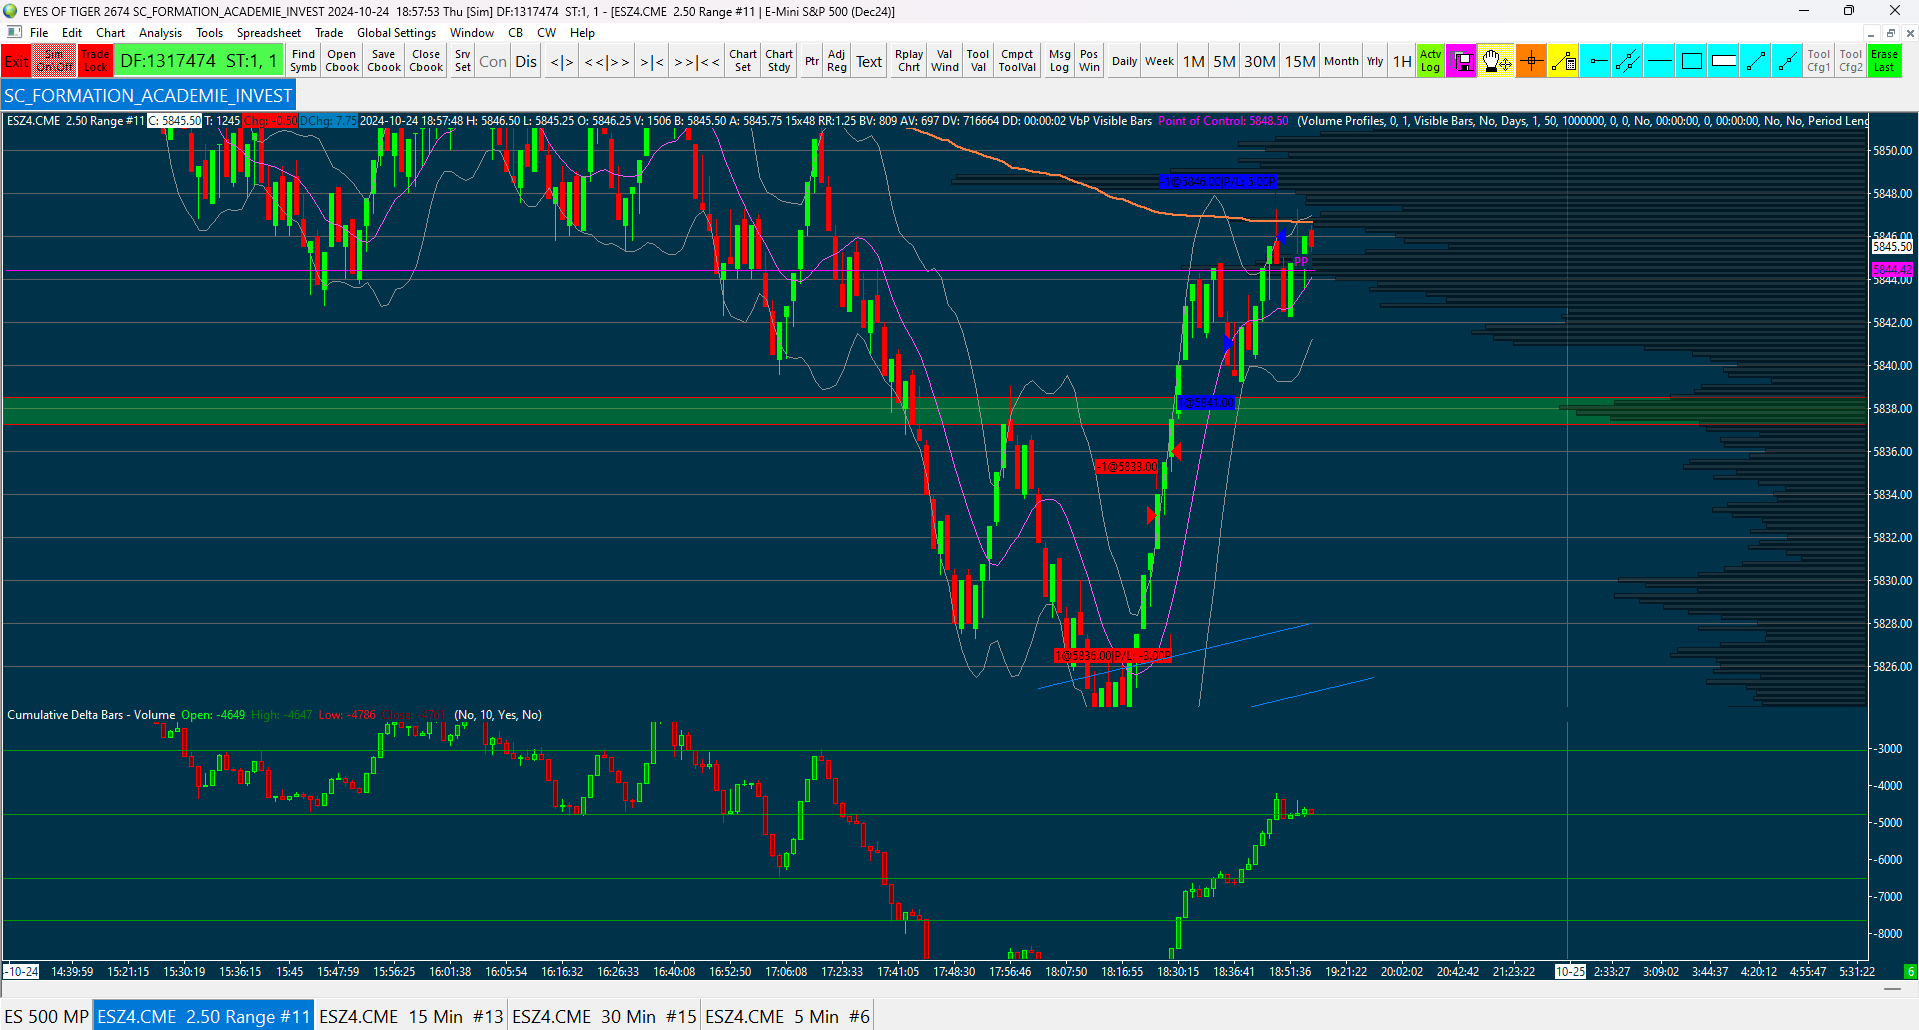 EYES OF TIGER 2674 SC_FORMATION_ACADEMIE_INVEST 2024-10-24  18:57:53 Thu [Sim] DF:1317474  ST:1, 1 - [ESZ4.CME  2.50 Range #11 | E-Mini S&P 500 (Dec24)]
File Edit Chart Analysis Tools Spreadsheet Trade Global Settings Window CB CW Help
Exit Sim On\Off Trade Lock DF:1317474  ST:1, 1 Find Symb Open Cbook Save Cbook Close Cbook Srv Set Con Dis <|> <<|>> >|< >>|<< Chart Set Chart Stdy Ptr Adj Reg Text Rplay Chrt Val Wind Tool Val Cmpct ToolVal Msg Log Pos Win Daily Week 1M 5M 30M 15M Month Yrly 1H Actv Log Tool Cfg1 Tool Cfg2 Erase Last
SC_FORMATION_ACADEMIE_INVEST
ESZ4.CME  2.50 Range #11 C: 5845.50 T: 1245 Chg: -0.50 DChg: 7.75 2024-10-24 18:57:48 H: 5846.50 L: 5845.25 O: 5846.25 V: 1506 B: 5845.50 A: 5845.75 15x48 RR:1.25 BV: 809 AV: 697 DV: 716664 DD: 00:00:02 VbP Visible Bars Point of Control: 5848.50 (Volume Profiles, 0, 1, Visible Bars, No, Days, 1, 50, 1000000, 0, 0, No, 00:00:00, 0, 00:00:00, No, No, Period Leng
5850.00
-1@5846.00|P/L: 5.00P
5848.00
5846.00
5845.50
PP
5844.42
5844.00
5842.00
5840.00
1@5841.00
5838.00
5836.00
-1@5833.00
5834.00
5832.00
5830.00
5828.00
1@5836.00|P/L: -3.00P
5826.00
Cumulative Delta Bars - Volume Open: -4649 High: -4647 Low: -4786 Close: -4761 (No, 10, Yes, No)
-3000
-4000
-5000
-6000
-7000
-8000
-10-24 14:39:59 15:21:15 15:30:19 15:36:15 15:45 15:47:59 15:56:25 16:01:38 16:05:54 16:16:32 16:26:33 16:40:08 16:52:50 17:06:08 17:23:33 17:41:05 17:48:30 17:56:46 18:07:50 18:16:55 18:30:15 18:36:41 18:51:36 19:21:22 20:02:02 20:42:42 21:23:22 10-25 2:33:27 3:09:02 3:44:37 4:20:12 4:55:47 5:31:22 6
ES 500 MP ESZ4.CME  2.50 Range #11 ESZ4.CME  15 Min  #13 ESZ4.CME  30 Min  #15 ESZ4.CME  5 Min  #6